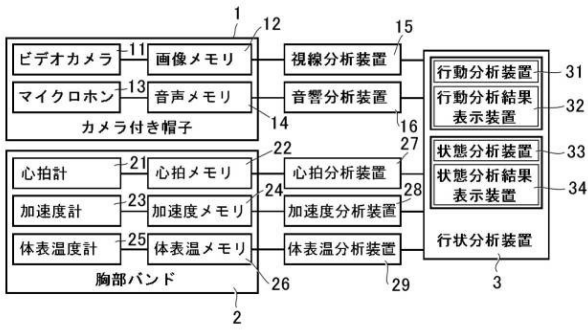 1
12
15
ビデオカメラ
11
画像メモリ
視線分析装置
マイクロホン
13
音声メモリ
音響分析装置
カメラ付き帽子
14
16
行動分析装置
31
行動分析結果
表示装置
32
状態分析装置
33
状態分析結果
表示装置
34
行状分析装置
3
心拍計
21
心拍メモリ
22
心拍分析装置
27
加速度計
23
加速度メモリ
24
加速度分析装置
28
体表温度計
25
体表温メモリ
体表温分析装置
胸部バンド
26
29
2